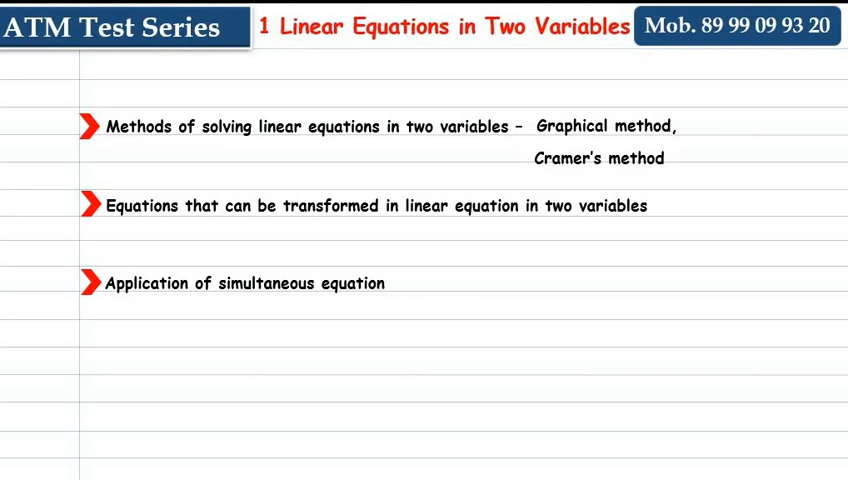 ATM Test Series
1 Linear Equations in Two Variables
Mob. 89 99 09 93 20
Methods of solving linear equations in two variables – Graphical method,
Cramer's method
Equations that can be transformed in linear equation in two variables
Application of simultaneous equation